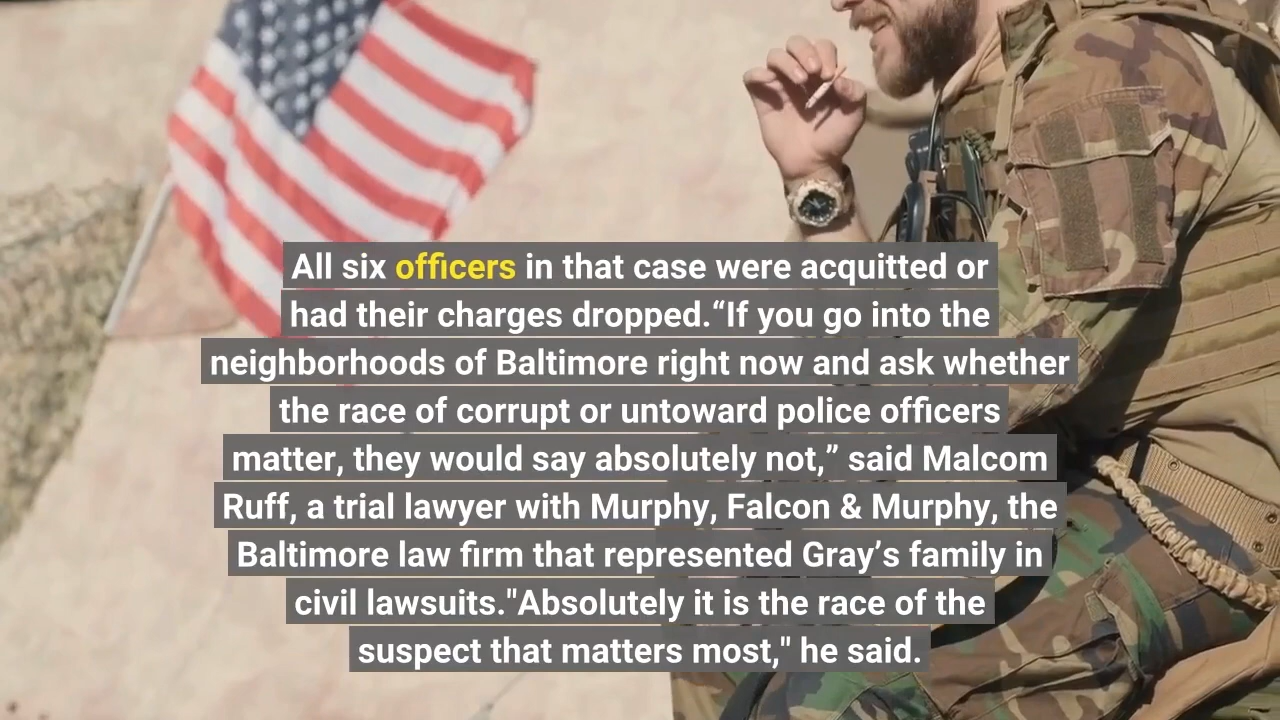 All six officers in that case were acquitted or
had their charges dropped.“If you go into the
neighborhoods of Baltimore right now and ask whether
the race of corrupt or untoward police officers
matter, they would say absolutely not,” said Malcom
Ruff, a trial lawyer with Murphy, Falcon & Murphy, the
Baltimore law firm that represented Gray’s family in
civil lawsuits."Absolutely it is the race of the
suspect that matters most," he said.